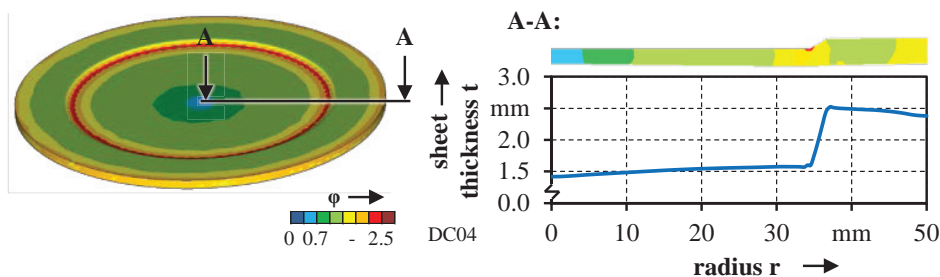 A
A
φ
0 0.7 - 2.5
DC04
A-A:
sheet
thickness t
3.0
mm
2.0
1.5
0.0
0 10 20 30 mm 50
radius r